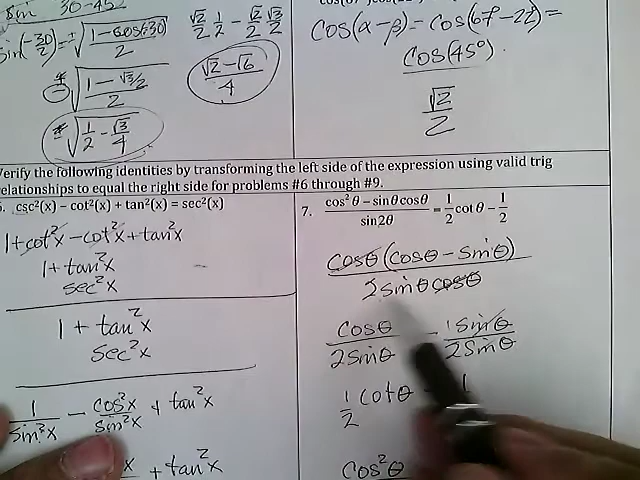 sin 30-45
sin(-30/2) = ±√((1-cos(-30))/2)
√((1-√3/2)/2)
√(1/2 - √3/4)
√2/2 · 1/2 - √2/2 · √3/2
(√2-√6)/4
cos(α-β) = cos(67-22) =
cos(45°).
√2/2
Verify the following identities by transforming the left side of the expression using valid trig
relationships to equal the right side for problems #6 through #9.
csc²(x) – cot²(x) + tan²(x) = sec²(x)
1+cot²x - cot²x + tan²x
1+tan²x
sec²x
1 + tan²x
sec²x
1/sin²x - cos²x/sin²x + tan²x
x + tan²x
7. (cos²θ – sinθcosθ)/sin2θ = 1/2 cotθ – 1/2
cosθ(cosθ - sinθ)
2sinθcosθ
cosθ/2sinθ - 1sinθ/2sinθ
1/2 cotθ 1
cos²θ